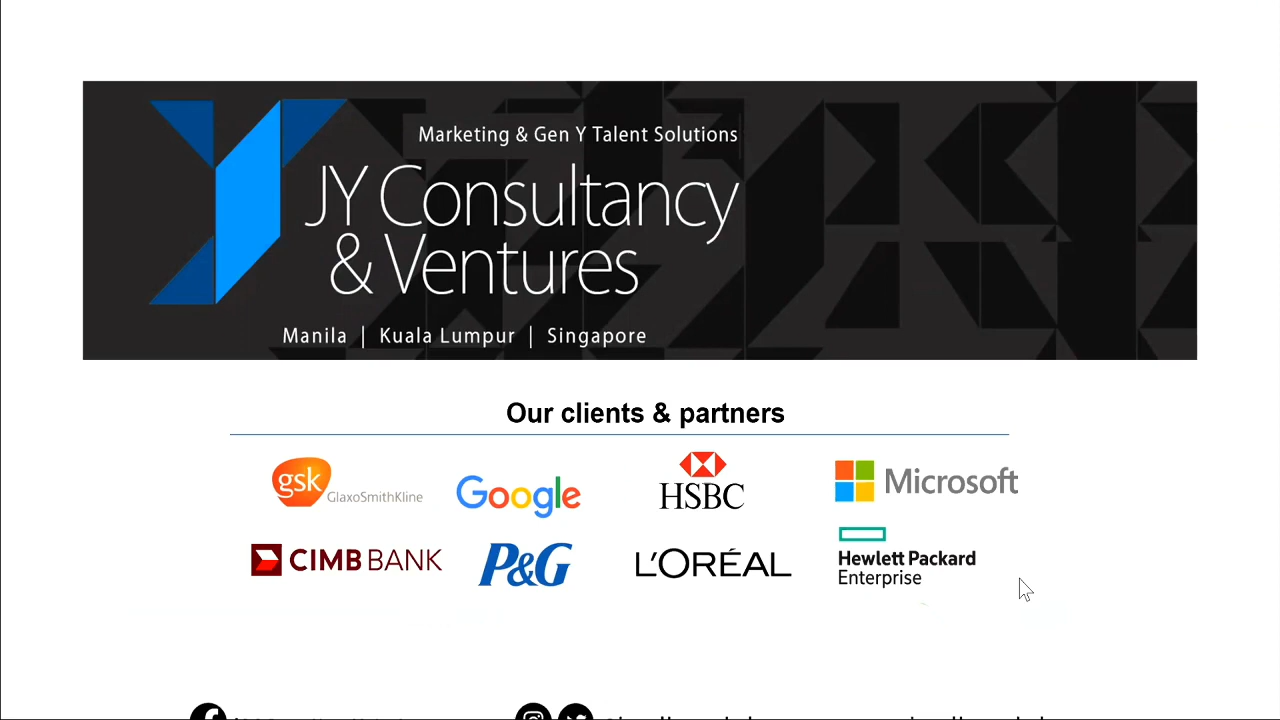 Marketing & Gen Y Talent Solutions
JY Consultancy
& Ventures
Manila | Kuala Lumpur | Singapore
Our clients & partners
gsk GlaxoSmithKline
Google
HSBC
Microsoft
CIMB BANK
P&G
L'ORÉAL
Hewlett Packard
Enterprise